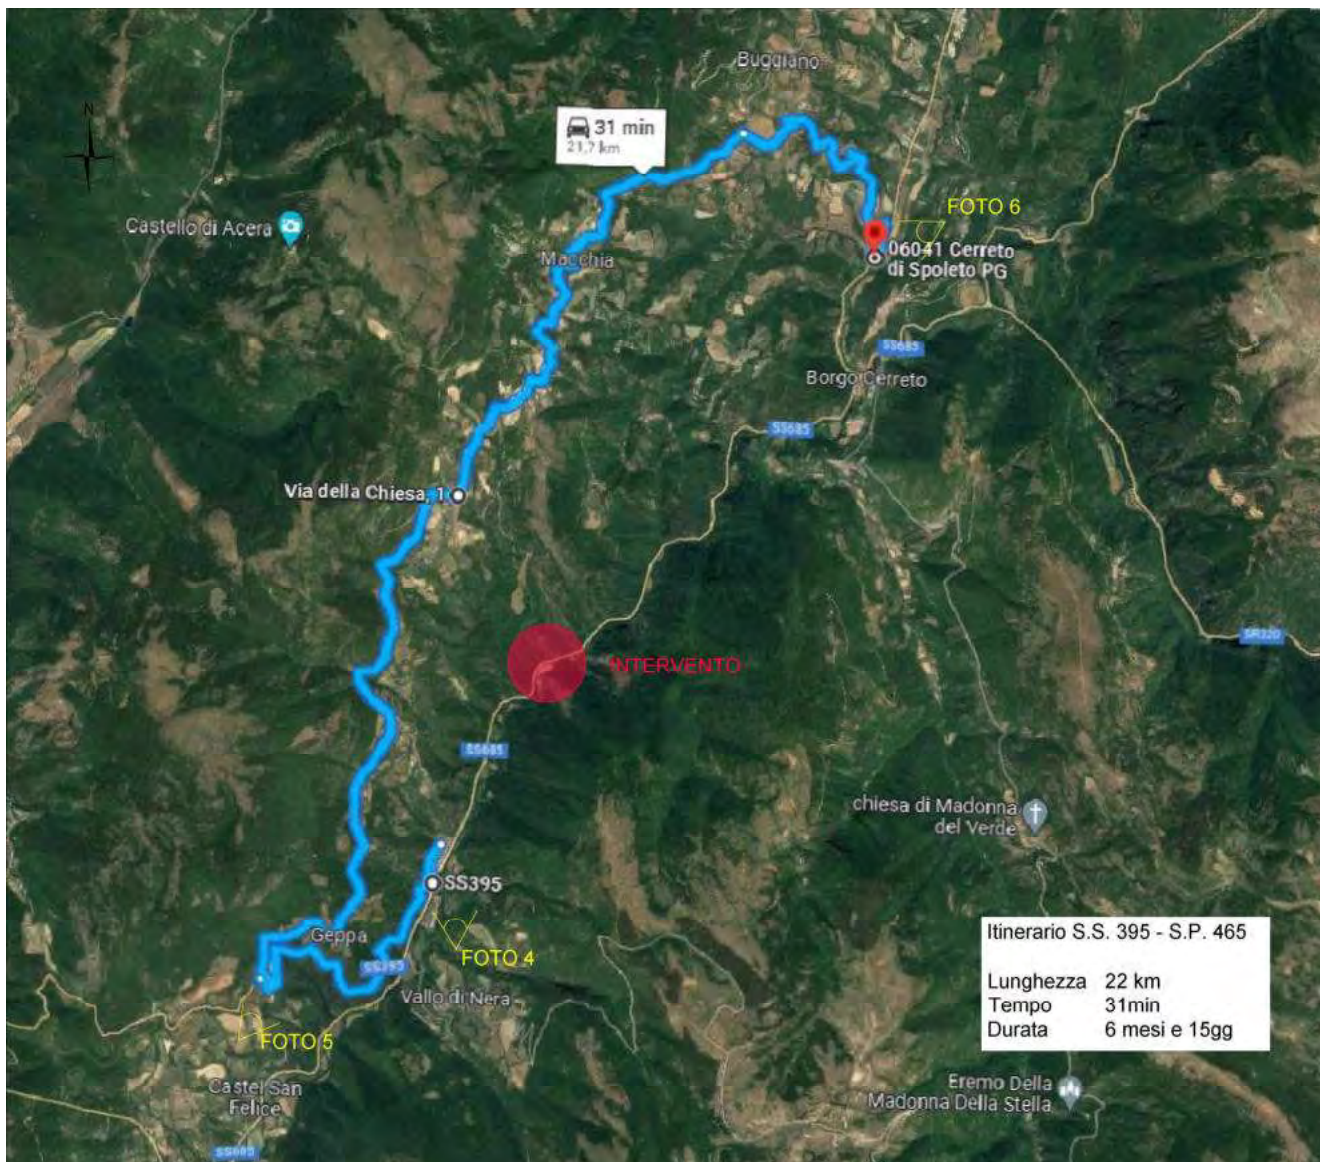 N
Buggiano
31 min
21,7 km
Castello di Acera
FOTO 6
06041 Cerreto
di Spoleto PG
Macchia
SS685
Borgo Cerreto
SS685
Via della Chiesa, 1
SR320
INTERVENTO
SS685
chiesa di Madonna
del Verde
SS395
Geppa
FOTO 4
SS395
Vallo di Nera
Itinerario S.S. 395 - S.P. 465
Lunghezza 22 km
Tempo 31min
Durata 6 mesi e 15gg
FOTO 5
Castel San
Felice
Eremo Della
Madonna Della Stella
SS685